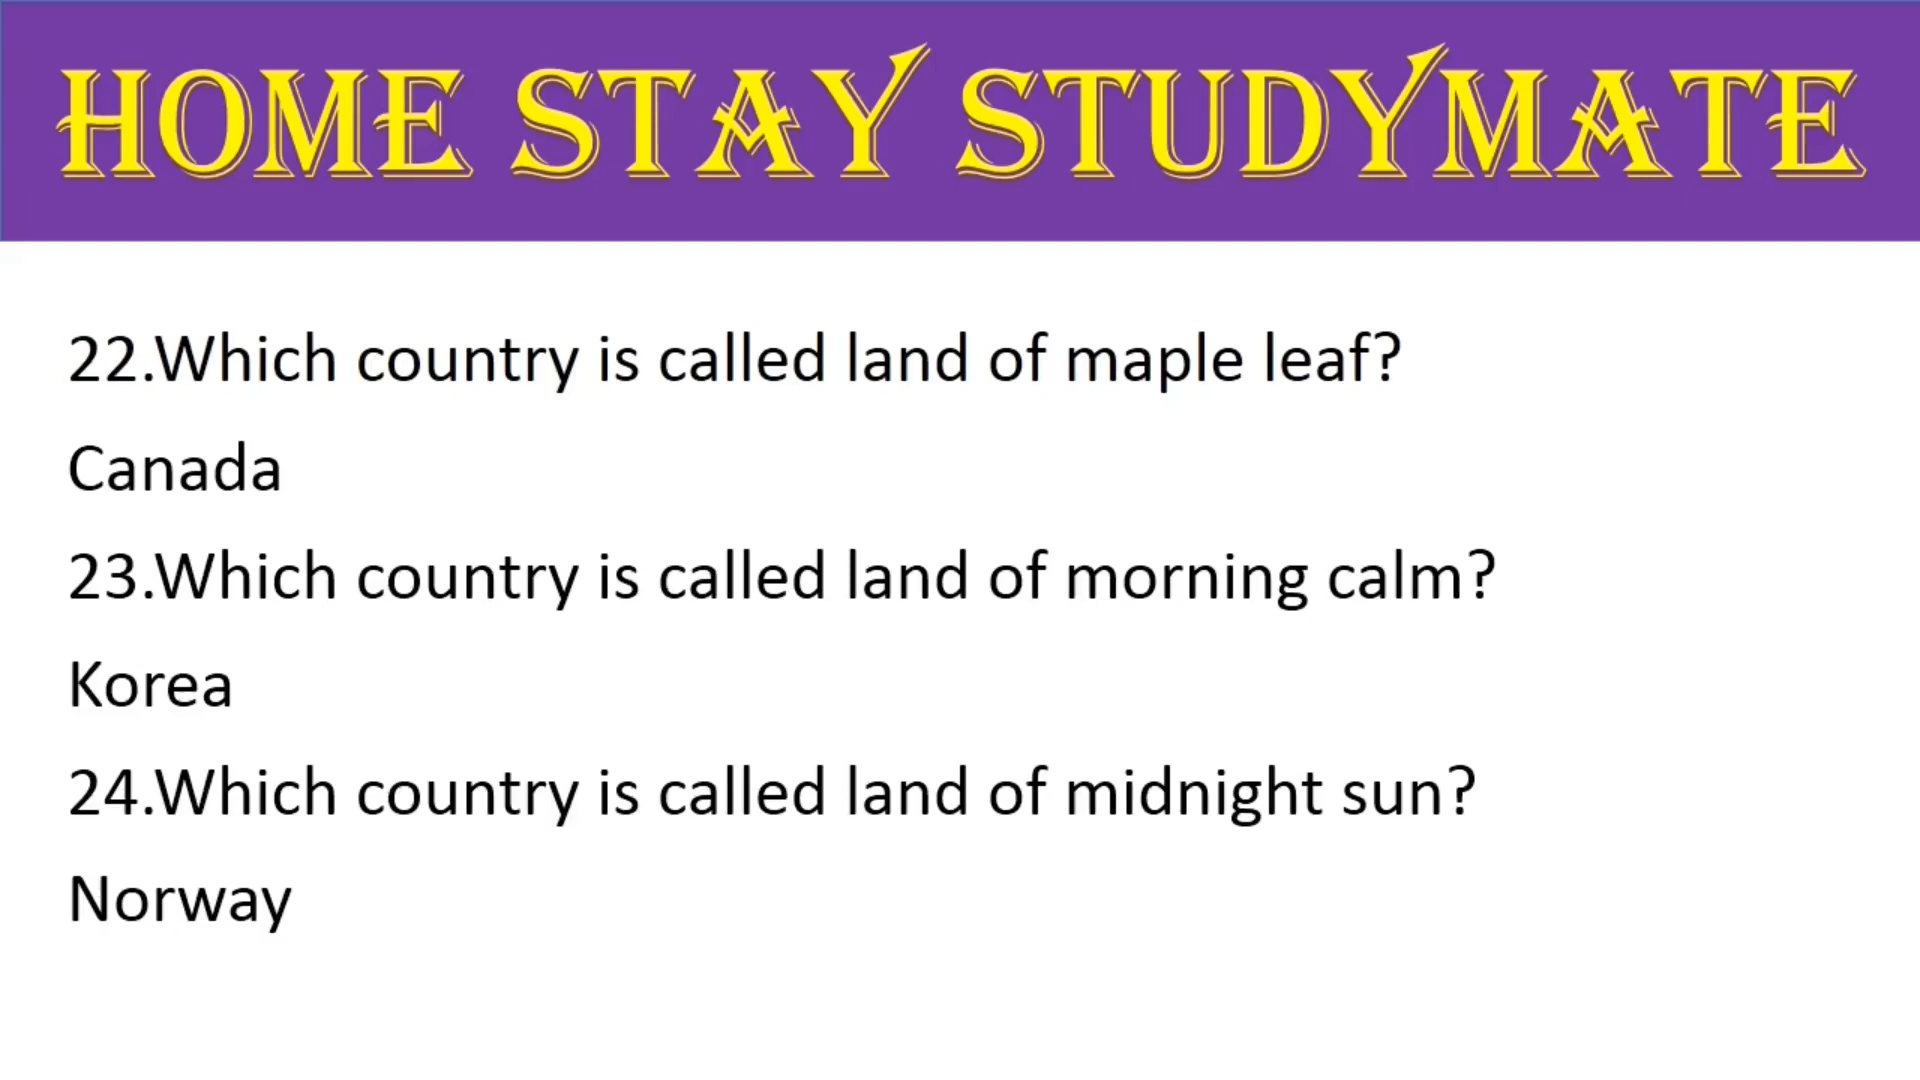 HOME STAY STUDYMATE
22.Which country is called land of maple leaf?
Canada
23.Which country is called land of morning calm?
Korea
24.Which country is called land of midnight sun?
Norway